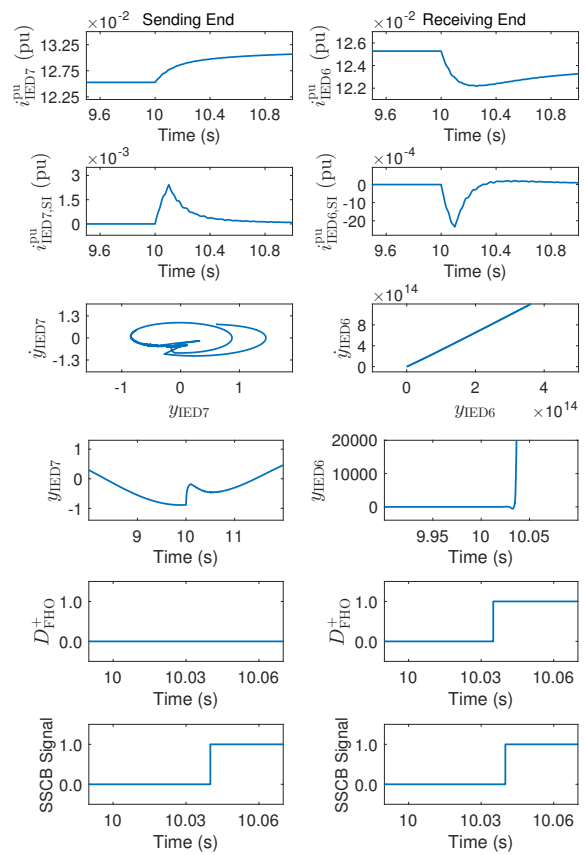 Sending End
×10⁻²
13.25
12.75
12.25
i^pu_IED7 (pu)
9.6 10 10.4 10.8
Time (s)
Receiving End
×10⁻²
12.6
12.4
12.2
i^pu_IED6 (pu)
9.6 10 10.4 10.8
Time (s)
×10⁻³
3
1.5
0
i^pu_IED7,SI (pu)
9.6 10 10.4 10.8
Time (s)
×10⁻⁴
0
-10
-20
i^pu_IED6,SI (pu)
9.6 10 10.4 10.8
Time (s)
1.3
0
-1.3
ẏ_IED7
-1 0 1 2
y_IED7
×10¹⁴
8
4
0
ẏ_IED6
0 2 4
y_IED6 ×10¹⁴
1
0
-1
y_IED7
9 10 11
Time (s)
20000
10000
0
y_IED6
9.95 10 10.05
Time (s)
1.0
0.0
D⁺_FHO
10 10.03 10.06
Time (s)
1.0
0.0
D⁺_FHO
10 10.03 10.06
Time (s)
1.0
0.0
SSCB Signal
10 10.03 10.06
Time (s)
1.0
0.0
SSCB Signal
10 10.03 10.06
Time (s)